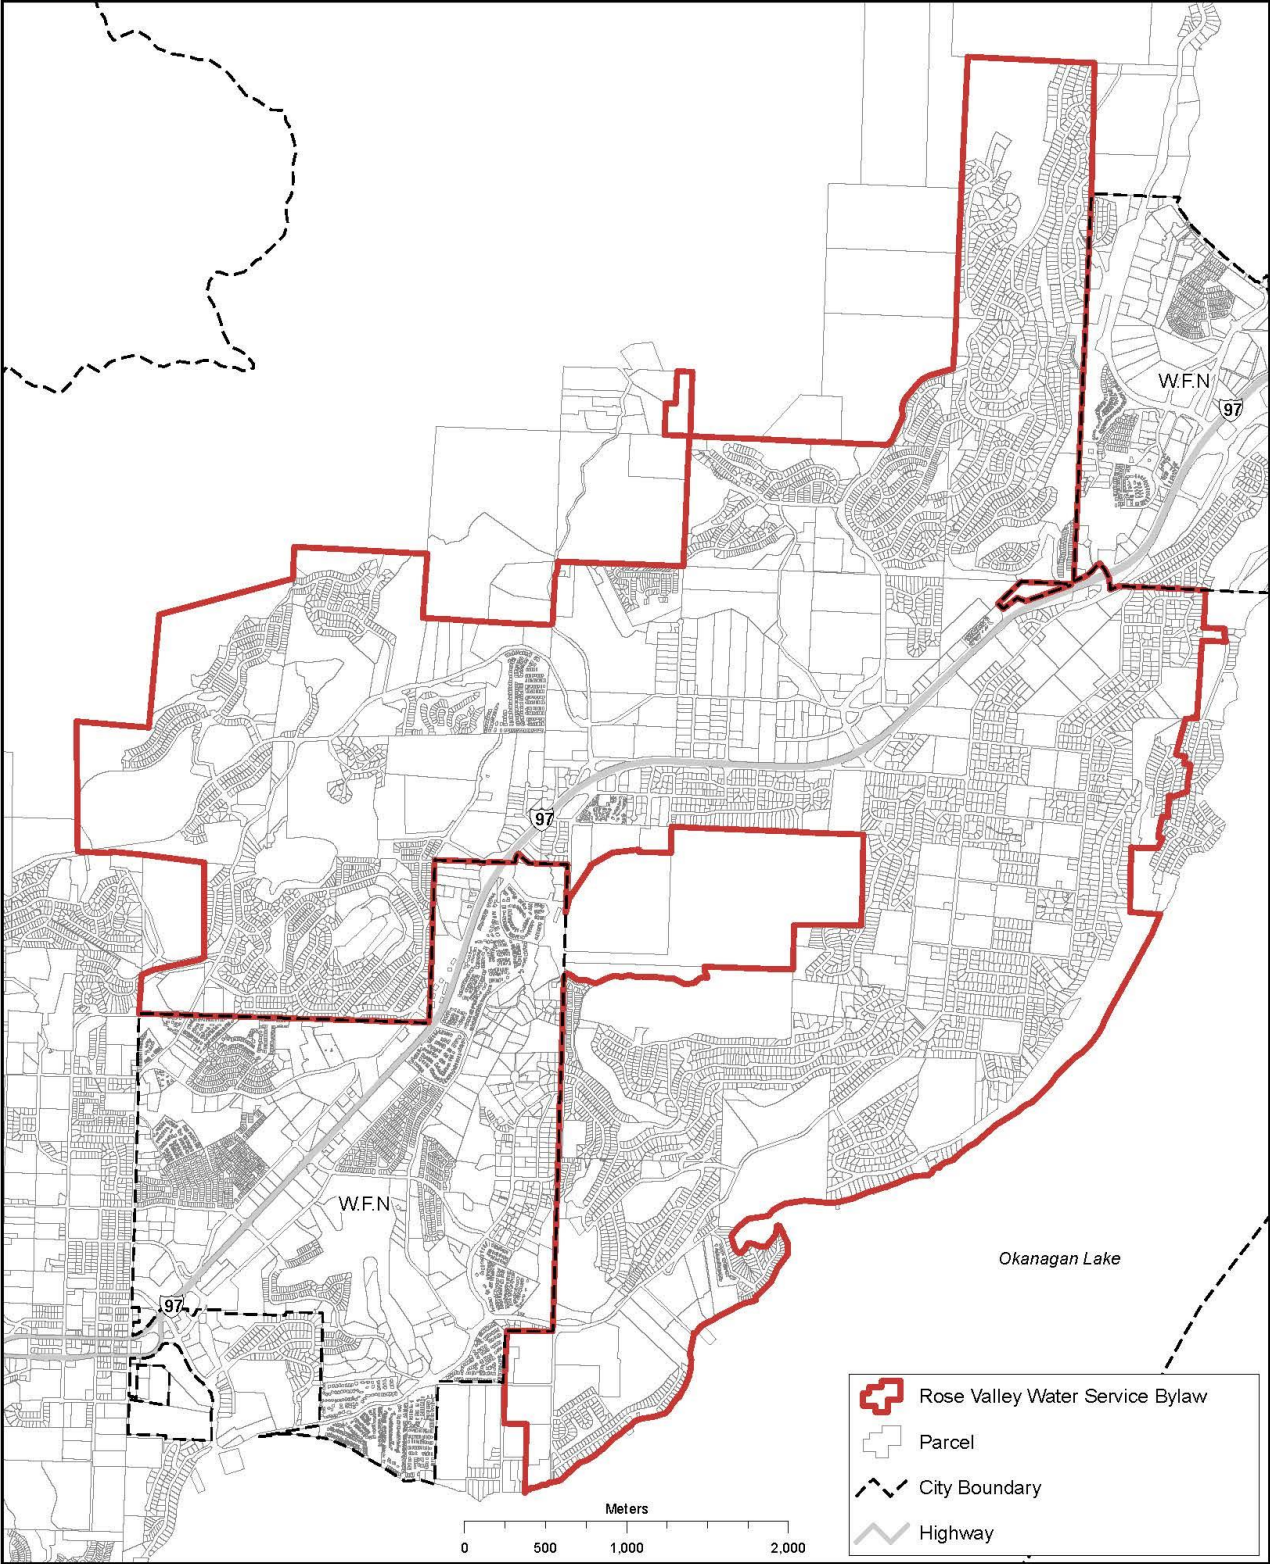 W.F.N
97
97
W.F.N
Okanagan Lake
97
Rose Valley Water Service Bylaw
Parcel
City Boundary
Highway
Meters
0 500 1,000 2,000